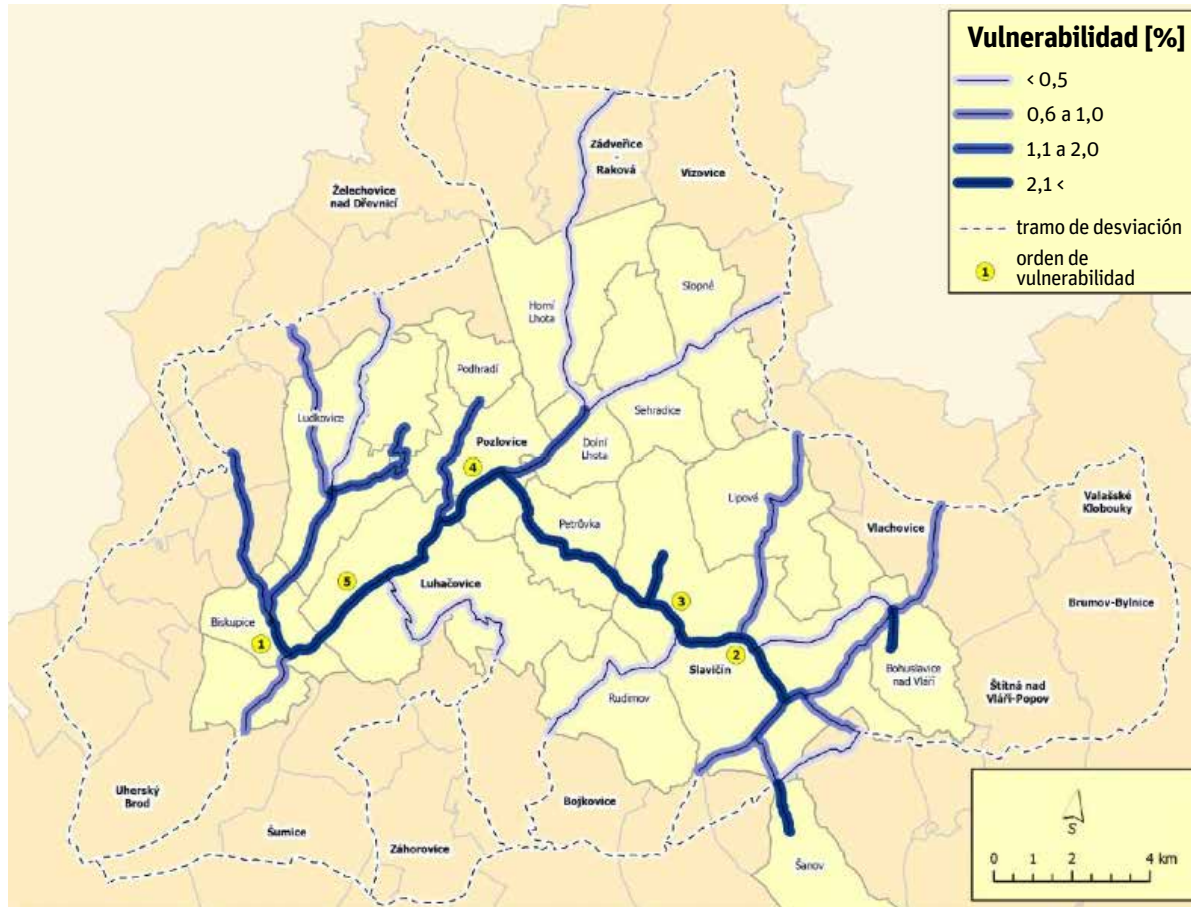 Vulnerabilidad [%]
< 0,5
0,6 a 1,0
1,1 a 2,0
2,1 <
tramo de desviación
1
orden de
vulnerabilidad
Zádveřice
-
Raková
Vizovice
Želechovice
nad Dřevnicí
Slopné
Horní
Lhota
Podhradí
Ludkovice
Sehradice
Pozlovice
Dolní
Lhota
4
Lipové
Valašské
Klobouky
Petrůvka
Vlachovice
5
Luhačovice
3
Brumov-Bylnice
Biskupice
1
2
Slavičín
Bohuslavice
nad Vláří
Rudimov
Štítná nad
Vláří-Popov
Uherský
Brod
Bojkovice
Šumice
Záhorovice
Šanov
S
0 1 2 4 km